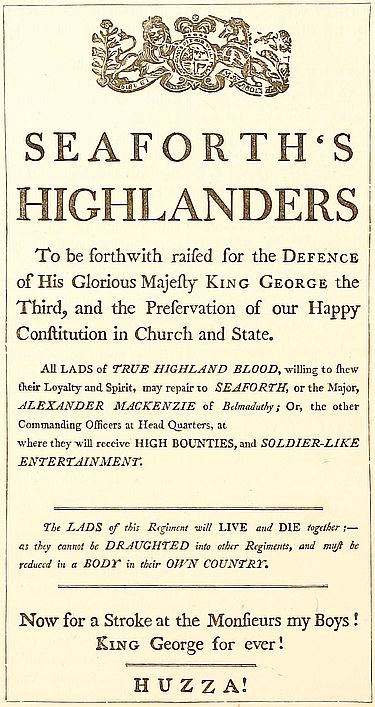 SEAFORTH‘S
HIGHLANDERS
To be forthwith raiſed for the DEFENCE
of His Glorious Majeſty KING GEORGE the
Third, and the Preſervation of our Happy
Conſtitution in Church and State.
All LADS of TRUE HIGHLAND BLOOD, willing to ſhew
their Loyalty and Spirit, may repair to SEAFORTH, or the Major,
ALEXANDER MACKENZIE of Belmaduthy; Or, the other
Commanding Officers at Head Quarters, at
where they will receive HIGH BOUNTIES, and SOLDIER-LIKE
ENTERTAINMENT.
The LADS of this Regiment will LIVE and DIE together;—
as they cannot be DRAUGHTED into other Regiments, and muſt be
reduced in a BODY in their OWN COUNTRY.
Now for a Stroke at the Monſieurs my Boys!
KING George for ever!
HUZZA!